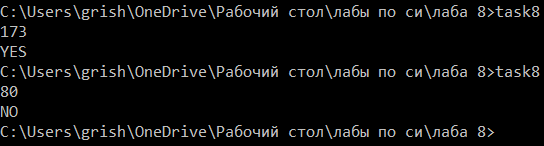 C:\Users\grish\OneDrive\Рабочий стол\лабы по си\лаба 8>task8
173
YES
C:\Users\grish\OneDrive\Рабочий стол\лабы по си\лаба 8>task8
80
NO
C:\Users\grish\OneDrive\Рабочий стол\лабы по си\лаба 8>